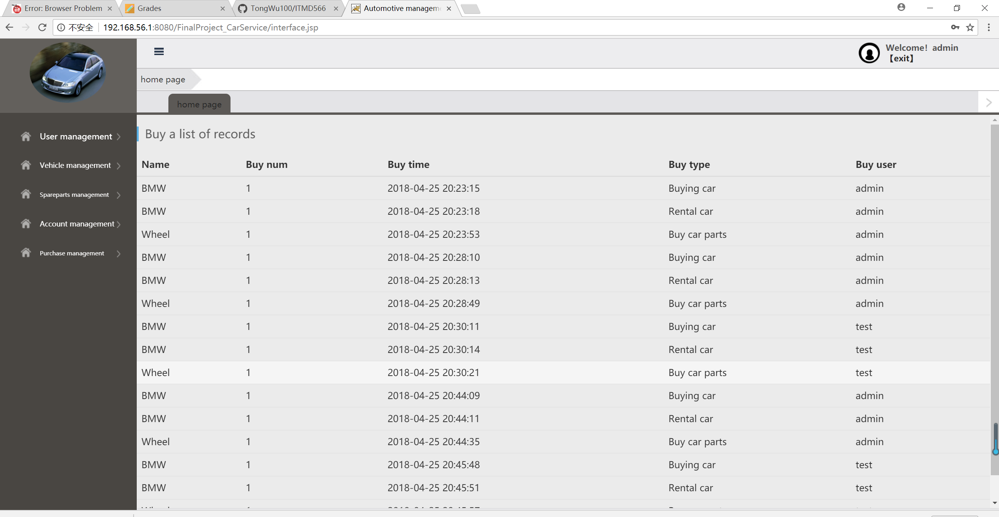 Error: Browser Problem
Grades
TongWu100/ITMD566
Automotive managem
不安全 192.168.56.1:8080/FinalProject_CarService/interface.jsp
Welcome！admin
【exit】
home page
home page
User management
Vehicle management
Spareparts management
Account management
Purchase management
Buy a list of records
Name Buy num Buy time Buy type Buy user
BMW 1 2018-04-25 20:23:15 Buying car admin
BMW 1 2018-04-25 20:23:18 Rental car admin
Wheel 1 2018-04-25 20:23:53 Buy car parts admin
BMW 1 2018-04-25 20:28:10 Buying car admin
BMW 1 2018-04-25 20:28:13 Rental car admin
Wheel 1 2018-04-25 20:28:49 Buy car parts admin
BMW 1 2018-04-25 20:30:11 Buying car test
BMW 1 2018-04-25 20:30:14 Rental car test
Wheel 1 2018-04-25 20:30:21 Buy car parts test
BMW 1 2018-04-25 20:44:09 Buying car admin
BMW 1 2018-04-25 20:44:11 Rental car admin
Wheel 1 2018-04-25 20:44:35 Buy car parts admin
BMW 1 2018-04-25 20:45:48 Buying car test
BMW 1 2018-04-25 20:45:51 Rental car test